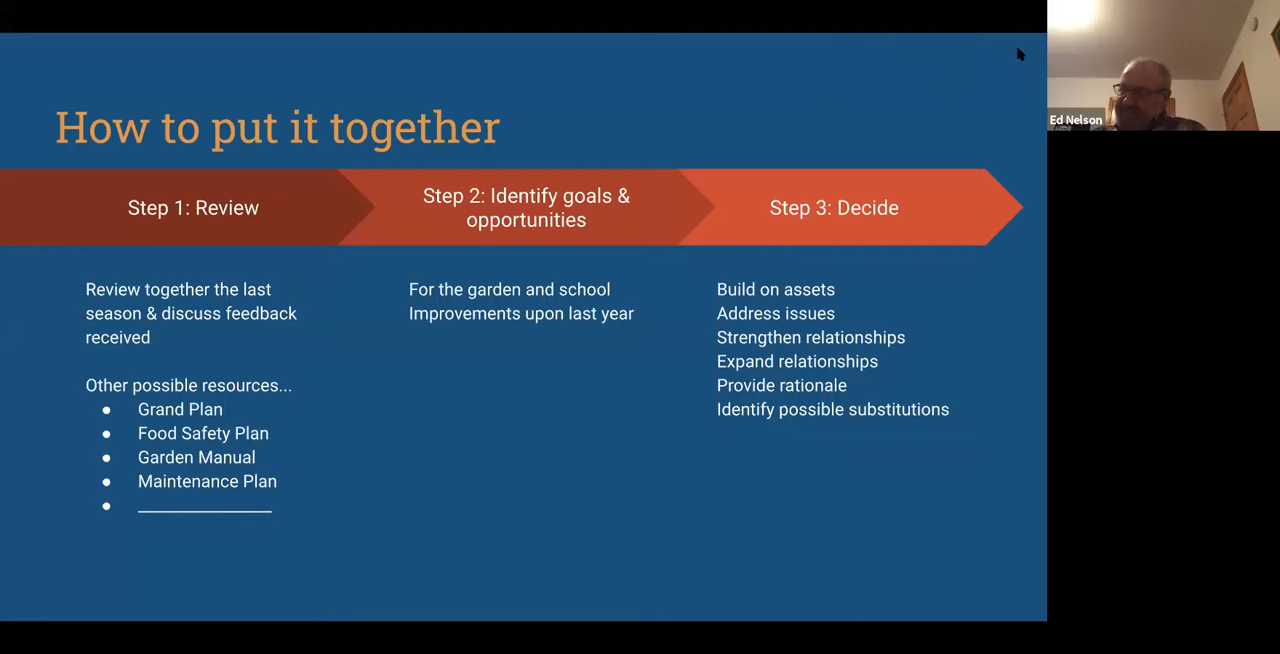 How to put it together
Step 1: Review
Step 2: Identify goals &
opportunities
Step 3: Decide
Review together the last
season & discuss feedback
received
Other possible resources...
● Grand Plan
● Food Safety Plan
● Garden Manual
● Maintenance Plan
● ______________
For the garden and school
Improvements upon last year
Build on assets
Address issues
Strengthen relationships
Expand relationships
Provide rationale
Identify possible substitutions
Ed Nelson